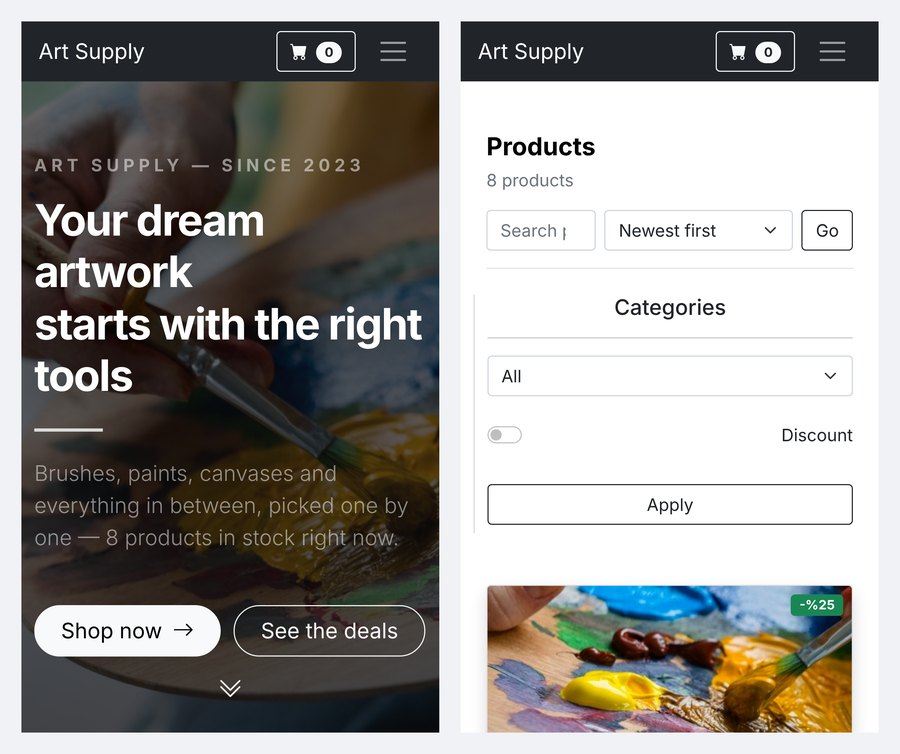 Art Supply
0
ART SUPPLY — SINCE 2023
Your dream
artwork
starts with the right
tools
Brushes, paints, canvases and
everything in between, picked one by
one — 8 products in stock right now.
Shop now →
See the deals
Art Supply
0
Products
8 products
Search p
Newest first
Go
Categories
All
Discount
Apply
-%25